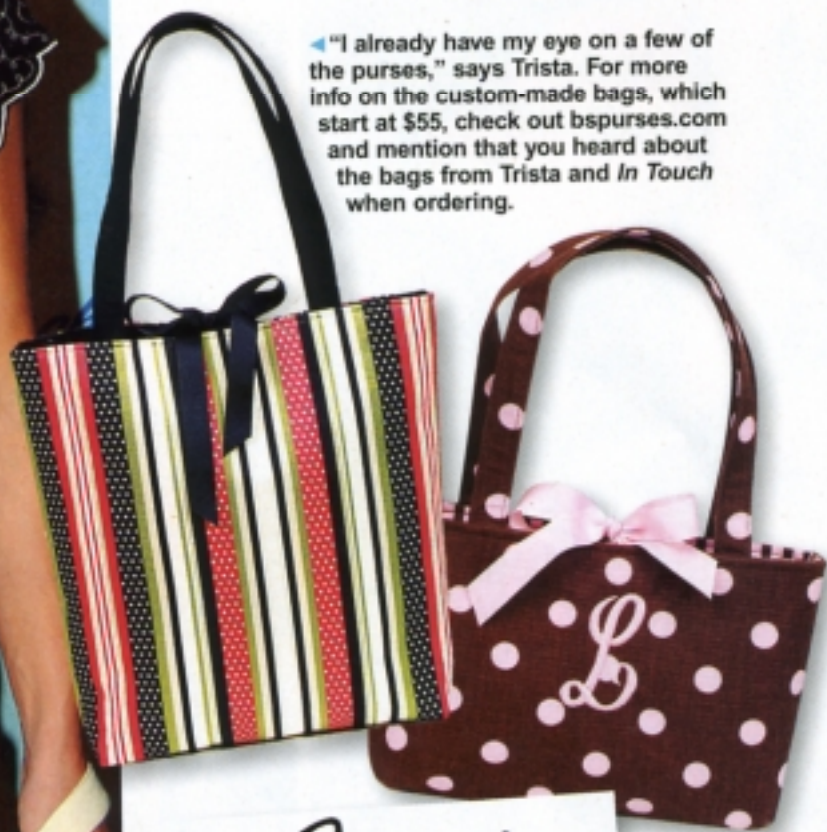 ◀ “I already have my eye on a few of
the purses,” says Trista. For more
info on the custom-made bags, which
start at $55, check out bspurses.com
and mention that you heard about
the bags from Trista and In Touch
when ordering.
L